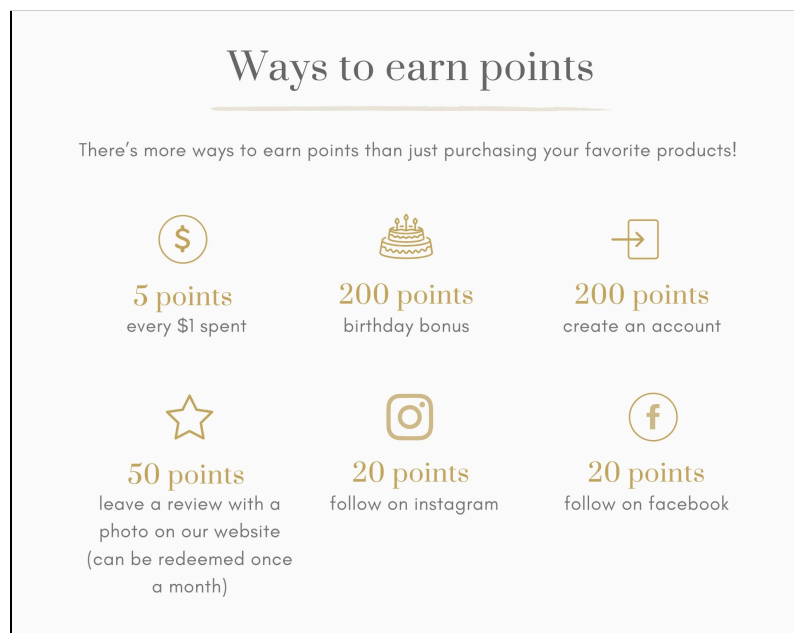 Ways to earn points
There's more ways to earn points than just purchasing your favorite products!
$
5 points
every $1 spent
200 points
birthday bonus
200 points
create an account
50 points
leave a review with a
photo on our website
(can be redeemed once
a month)
20 points
follow on instagram
f
20 points
follow on facebook